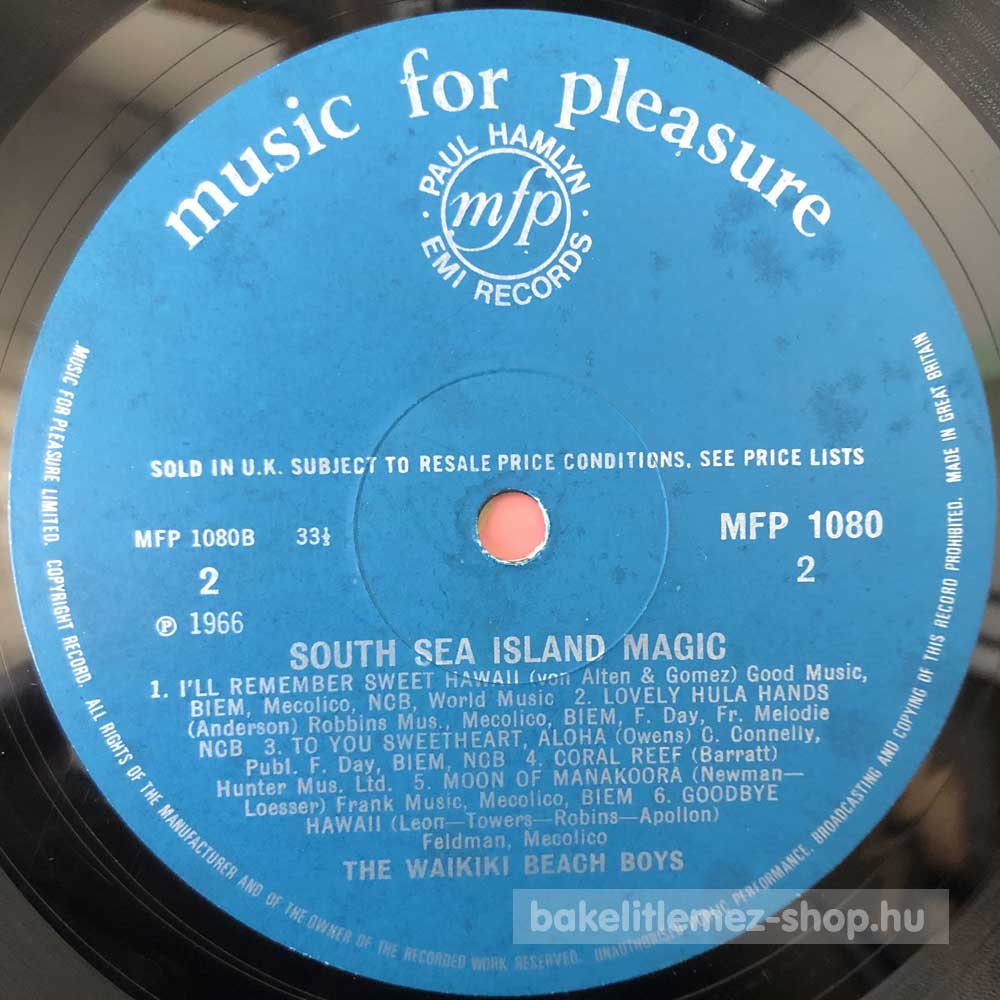 music for pleasure
PAUL HAMLYN
mfp
EMI RECORDS
SOLD IN U.K. SUBJECT TO RESALE PRICE CONDITIONS, SEE PRICE LISTS
MFP 1080B 33⅓
2
℗ 1966
MFP 1080
2
SOUTH SEA ISLAND MAGIC
1. I'LL REMEMBER SWEET HAWAII (von Alten & Gomez) Good Music,
BIEM, Mecolico, NCB, World Music 2. LOVELY HULA HANDS
(Anderson) Robbins Mus., Mecolico, BIEM, F. Day, Fr. Melodie
NCB 3. TO YOU SWEETHEART, ALOHA (Owens) C. Connelly,
Publ. F. Day, BIEM, NCB 4. CORAL REEF (Barratt)
Hunter Mus. Ltd. 5. MOON OF MANAKOORA (Newman—
Loesser) Frank Music, Mecolico, BIEM 6. GOODBYE
HAWAII (Leon—Towers—Robins—Apollon)
Feldman, Mecolico
THE WAIKIKI BEACH BOYS
MUSIC FOR PLEASURE LIMITED. COPYRIGHT RECORD. ALL RIGHTS OF THE MANUFACTURER AND OF THE OWNER OF THE RECORDED WORK RESERVED. UNAUTHORISED PUBLIC PERFORMANCE, BROADCASTING AND COPYING OF THIS RECORD PROHIBITED. MADE IN GREAT BRITAIN
bakelitlemez-shop.hu